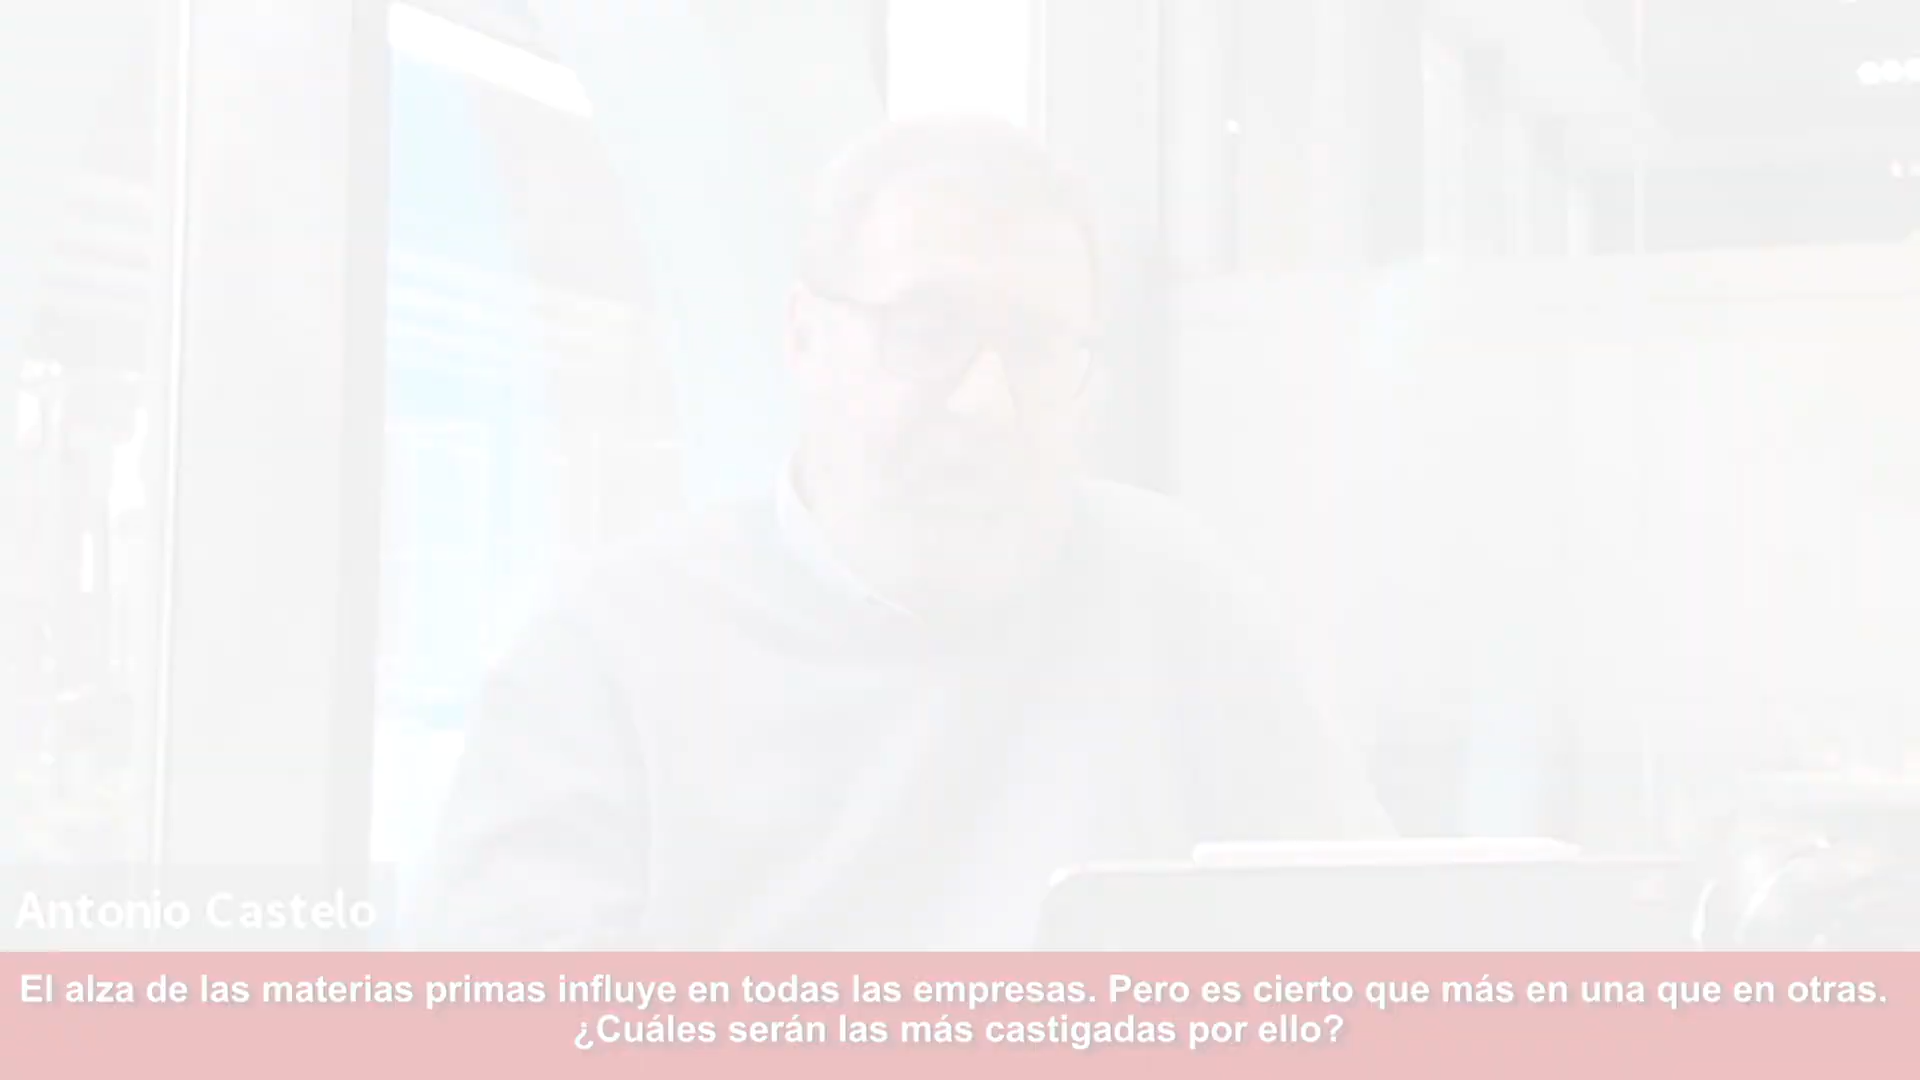 Antonio Castelo
El alza de las materias primas influye en todas las empresas. Pero es cierto que más en una que en otras.
¿Cuáles serán las más castigadas por ello?